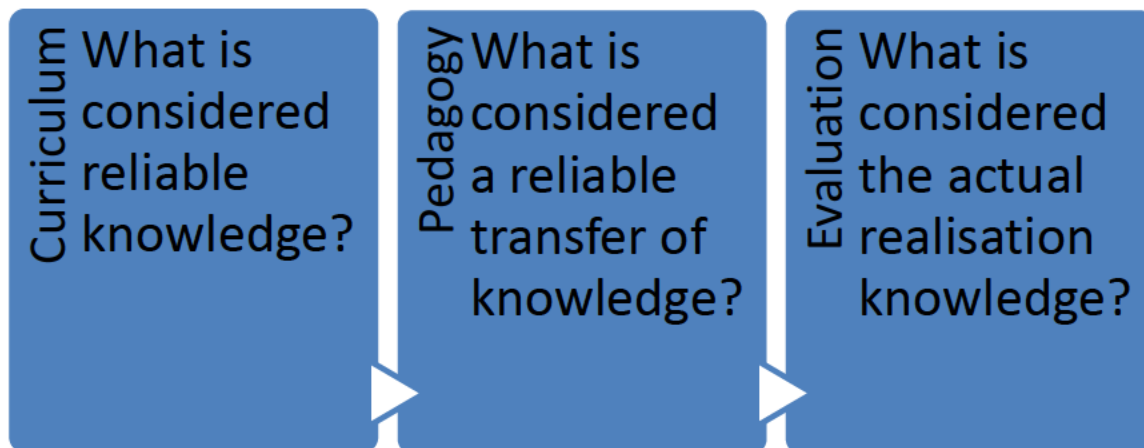 Curriculum
What is
considered
reliable
knowledge?
Pedagogy
What is
considered
a reliable
transfer of
knowledge?
Evaluation
What is
considered
the actual
realisation
knowledge?